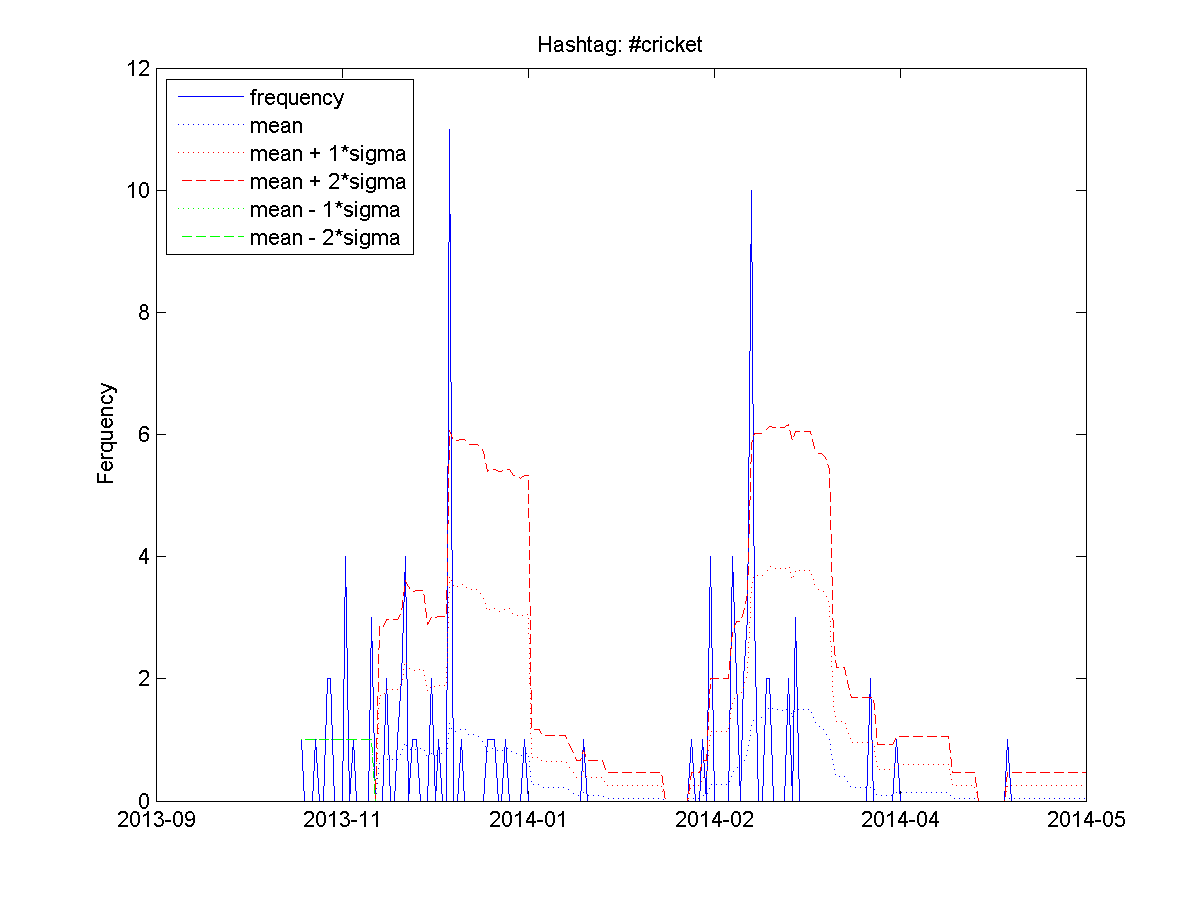 Hashtag: #cricket
12
10
8
6
4
2
0
Ferquency
frequency
mean
mean + 1*sigma
mean + 2*sigma
mean - 1*sigma
mean - 2*sigma
2013-09 2013-11 2014-01 2014-02 2014-04 2014-05